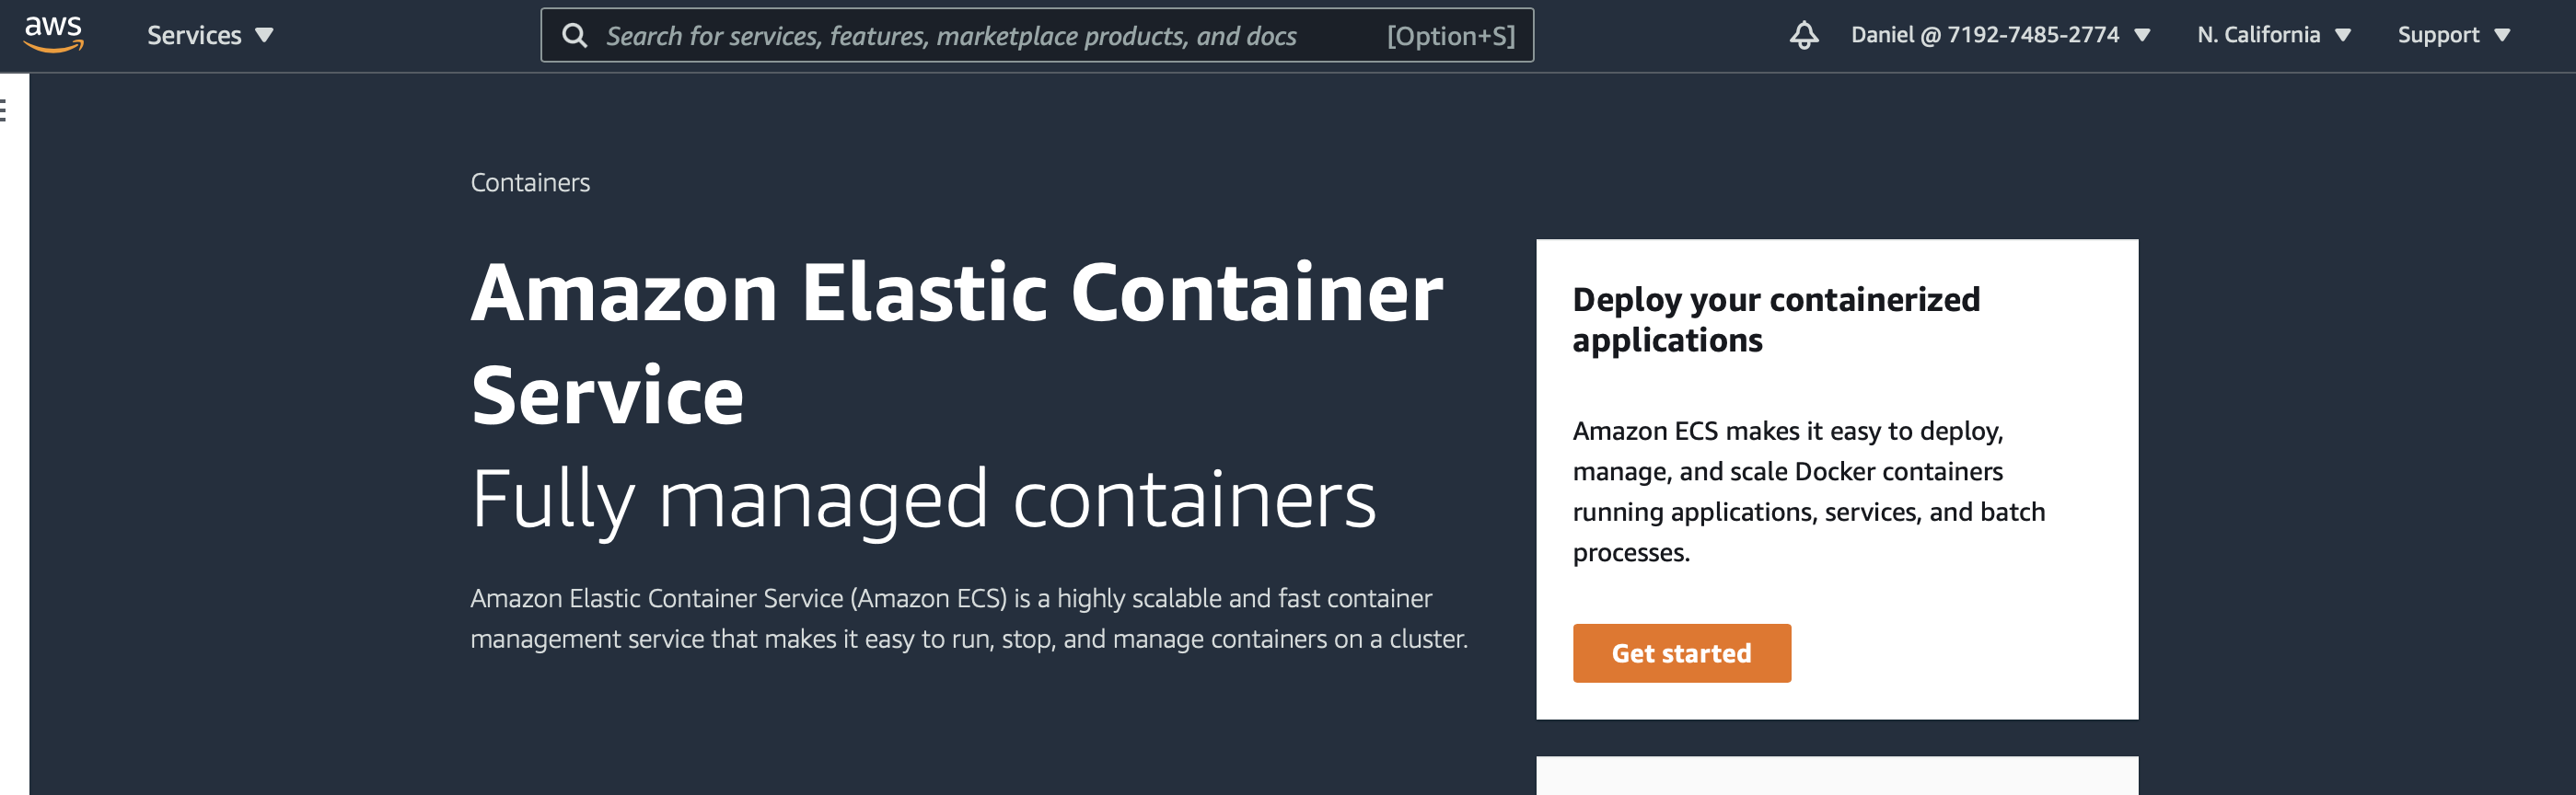 aws
Services
Search for services, features, marketplace products, and docs
[Option+S]
Daniel @ 7192-7485-2774
N. California
Support
Containers
Amazon Elastic Container
Service
Fully managed containers
Amazon Elastic Container Service (Amazon ECS) is a highly scalable and fast container
management service that makes it easy to run, stop, and manage containers on a cluster.
Deploy your containerized
applications
Amazon ECS makes it easy to deploy,
manage, and scale Docker containers
running applications, services, and batch
processes.
Get started